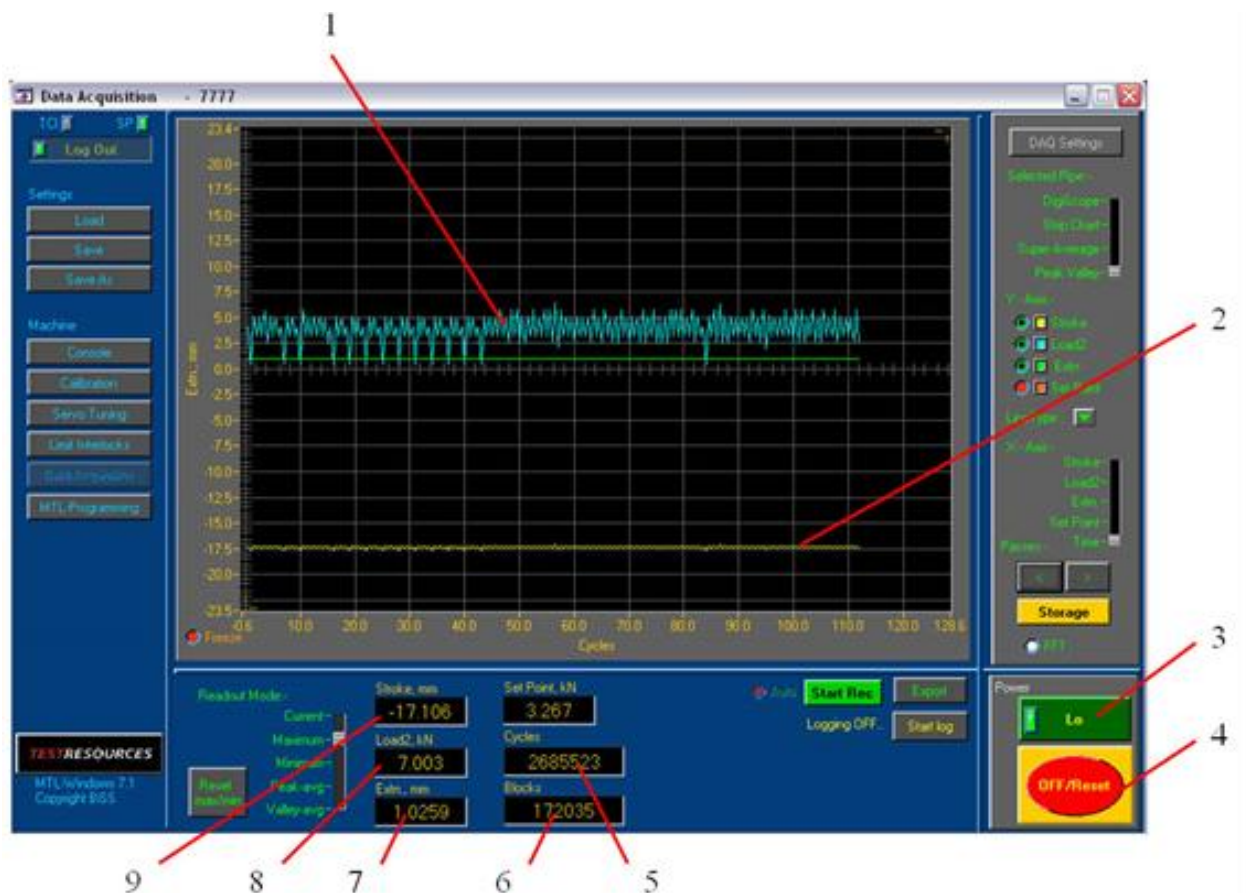 1
Data Acquisition - 7777
TO SP
Log Out
Settings
Load
Save
Save As
Machine
Console
Calibration
Servo Tuning
Limit Interlocks
Data Acquisition
MTL Programming
TESTRESOURCES
MTL/Windows 7.1
Copyright BISS
23.4
20.0
17.5
15.0
12.5
10.0
7.5
5.0
2.5
0.0
-2.5
-5.0
-7.5
-10.0
-12.5
-15.0
-17.5
-20.0
-23.5
Extn., mm
-0.6 10.0 20.0 30.0 40.0 50.0 60.0 70.0 80.0 90.0 100.0 110.0 120.0 128.6
Freeze
Cycles
DAQ Settings
Selected Pipe:-
DigiScope
Strip Chart
Super Average
Peak Valley
Y - Axis:-
Stroke
Load2
Extn.
Set Point
Line Type
X - Axis:-
Stroke
Load2
Extn.
Set Point
Time
Passes:-
< >
Storage
2
Readout Mode:-
Current
Maximum
Minimum
Peak-avg
Valley-avg
Reset
max/min
Stroke, mm
-17.106
Load2, kN
7.003
Extn., mm
1.0259
Set Point, kN
3.267
Cycles
2685523
Blocks
172035
Auto Start Rec Export
Logging OFF.. Start log
Power
Lo
OFF/Reset
3
4
9 8 7 6 5